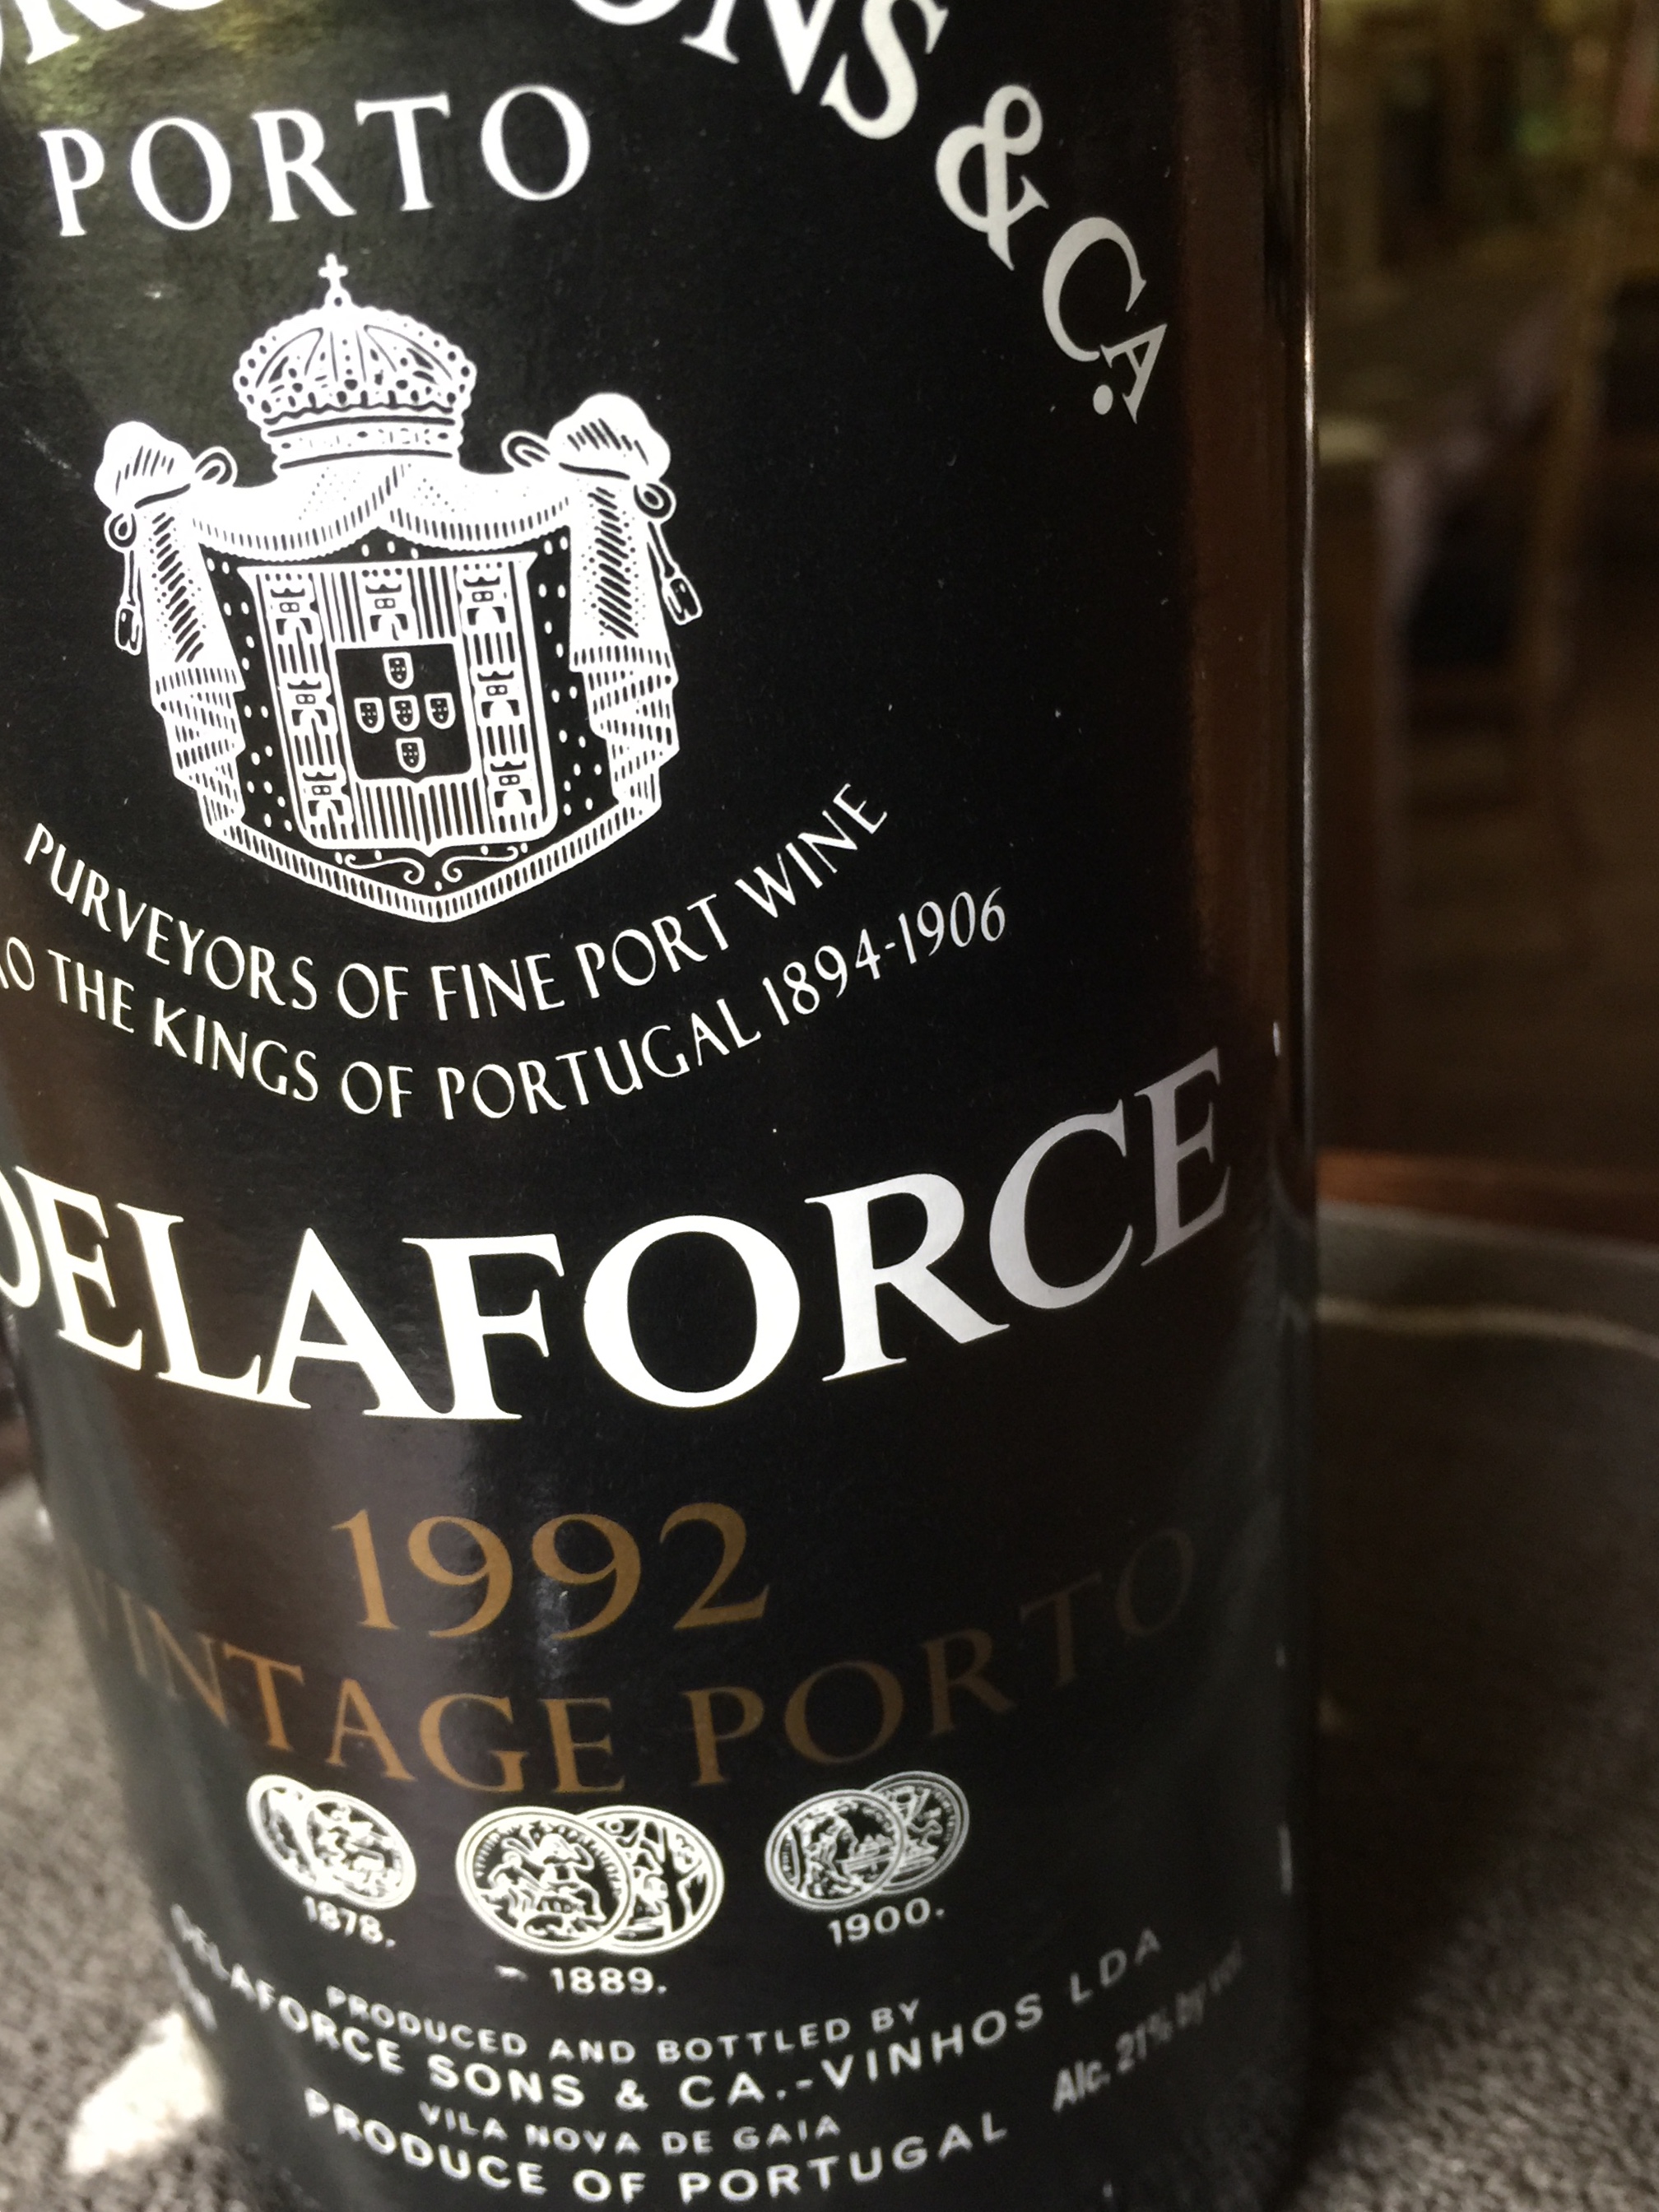 SONS & CA.
PORTO
PURVEYORS OF FINE PORT WINE
TO THE KINGS OF PORTUGAL 1894-1906
DELAFORCE
1992
VINTAGE PORTO
1878.
1889.
1900.
PRODUCED AND BOTTLED BY
DELAFORCE SONS & CA.-VINHOS LDA
VILA NOVA DE GAIA
Alc. 21% by vol.
PRODUCE OF PORTUGAL